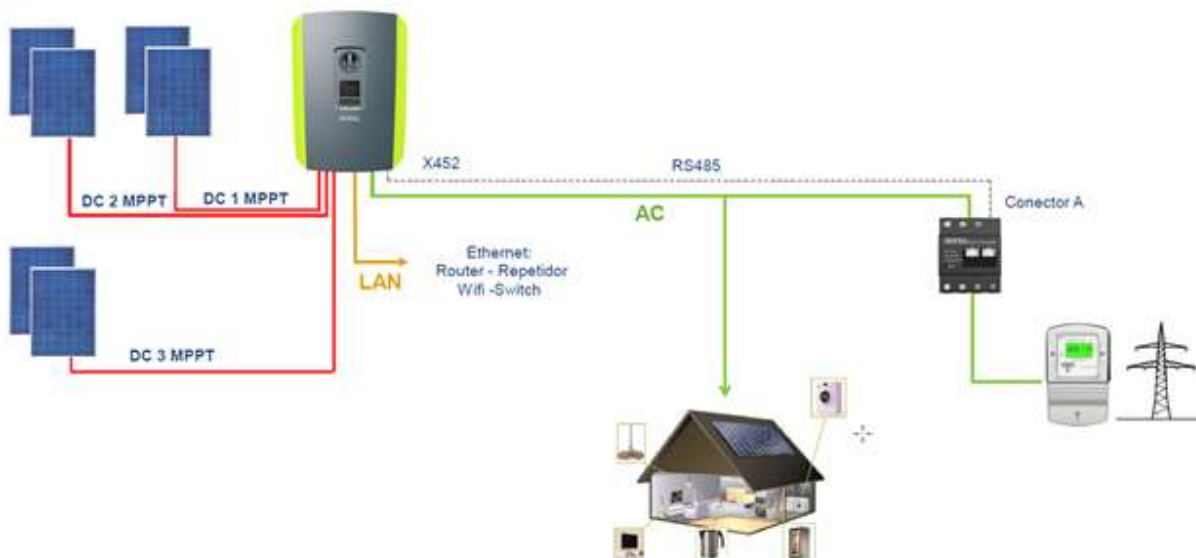 X452
RS485
DC 2 MPPT
DC 1 MPPT
AC
Conector A
Ethernet:
Router - Repetidor
Wifi -Switch
LAN
DC 3 MPPT